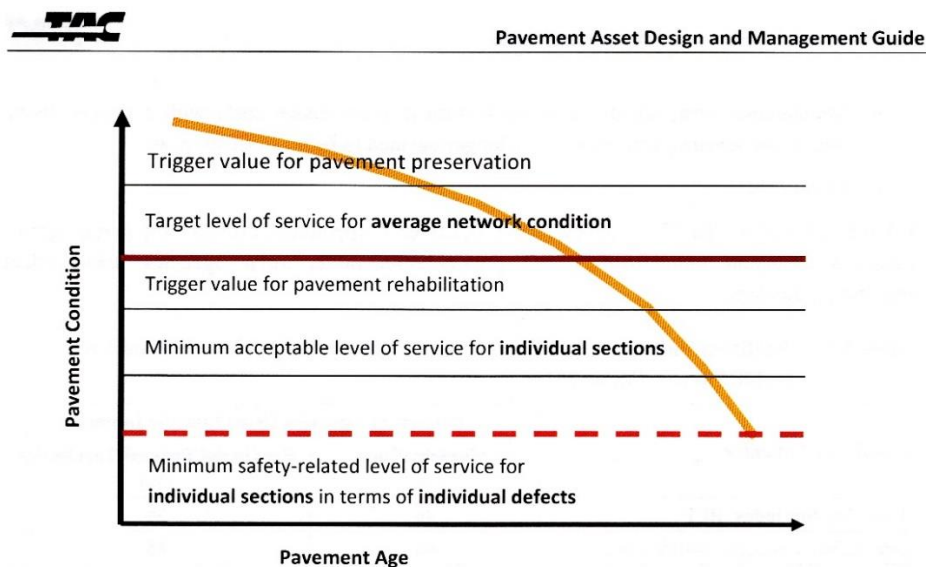 TAC
Pavement Asset Design and Management Guide
Trigger value for pavement preservation
Target level of service for average network condition
Trigger value for pavement rehabilitation
Minimum acceptable level of service for individual sections
Minimum safety-related level of service for
individual sections in terms of individual defects
Pavement Condition
Pavement Age